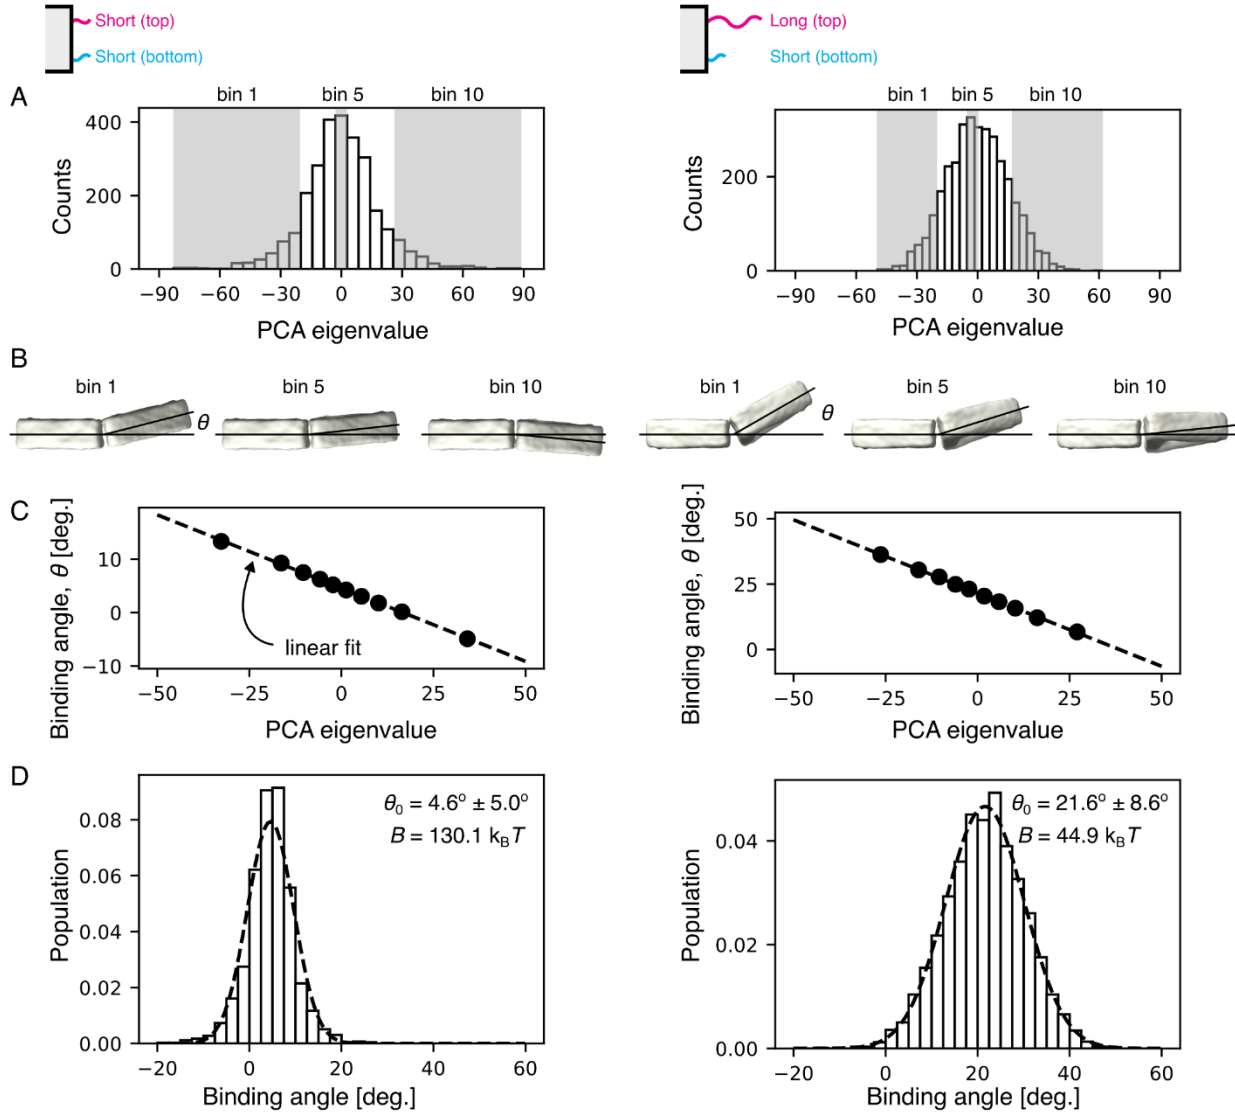 Short (top)
Short (bottom)
Long (top)
Short (bottom)
A
bin 1 bin 5 bin 10
400
200
0
Counts
−90 −60 −30 0 30 60 90
PCA eigenvalue
bin 1 bin 5 bin 10
200
0
Counts
−90 −60 −30 0 30 60 90
PCA eigenvalue
B
bin 1 bin 5 bin 10
θ
bin 1 bin 5 bin 10
θ
C
Binding angle, θ [deg.]
10
0
−10
linear fit
−50 −25 0 25 50
PCA eigenvalue
Binding angle, θ [deg.]
50
25
0
−50 −25 0 25 50
PCA eigenvalue
D
Population
0.08
0.06
0.04
0.02
0.00
θ₀ = 4.6° ± 5.0°
B = 130.1 k_BT
−20 0 20 40 60
Binding angle [deg.]
Population
0.04
0.02
0.00
θ₀ = 21.6° ± 8.6°
B = 44.9 k_BT
−20 0 20 40 60
Binding angle [deg.]